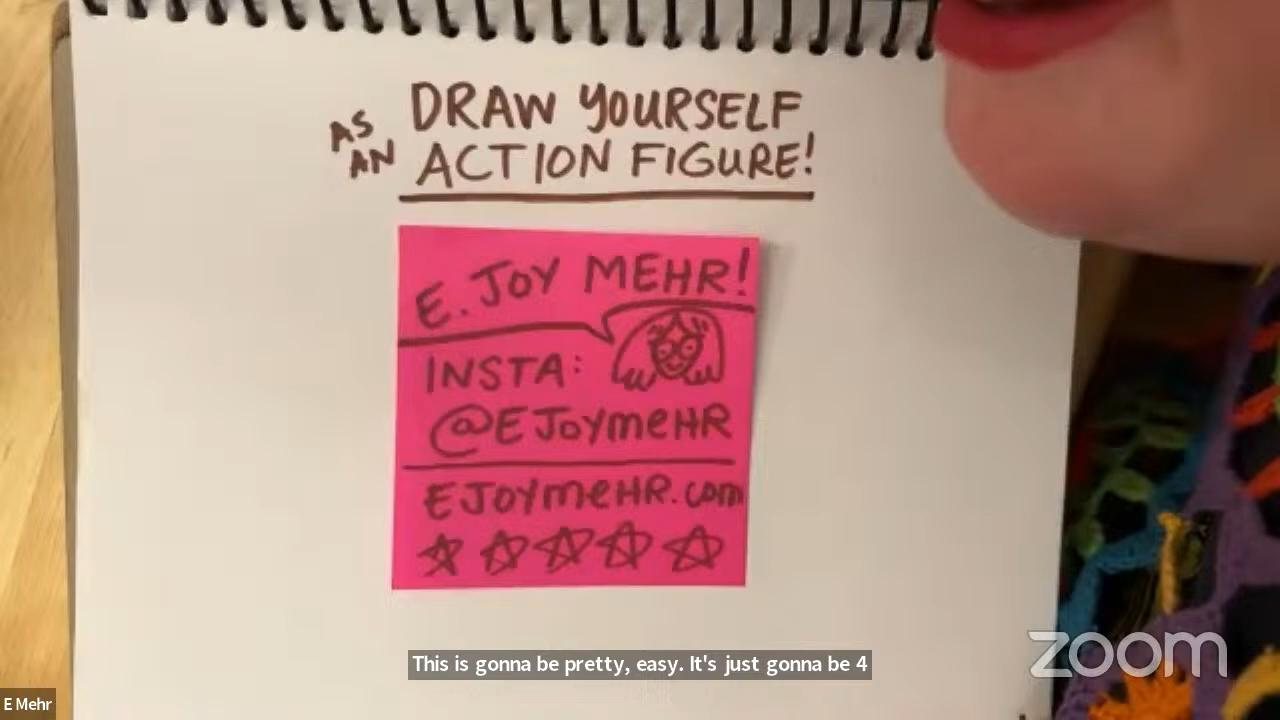 DRAW YOURSELF
AS AN ACTION FIGURE!
E. JOY MEHR!
INSTA:
@EJoymeHR
EJoymeHR.com
This is gonna be pretty, easy. It's just gonna be 4
zoom
E Mehr